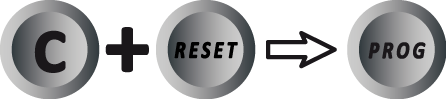 C + RESET ⇒ PROG